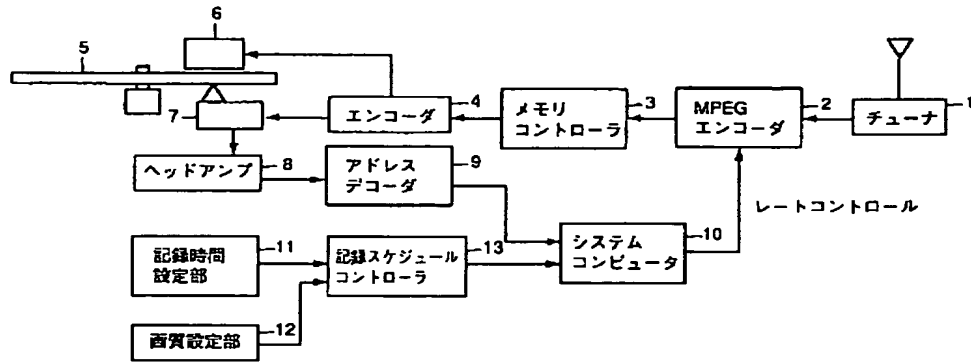 6
5
7
エンコーダ
4
メモリ
コントローラ
3
MPEG
エンコーダ
2
チューナ
1
ヘッドアンプ
8
アドレス
デコーダ
9
レートコントロール
システム
コンピュータ
10
記録時間
設定部
11
記録スケジュール
コントローラ
13
画質設定部
12